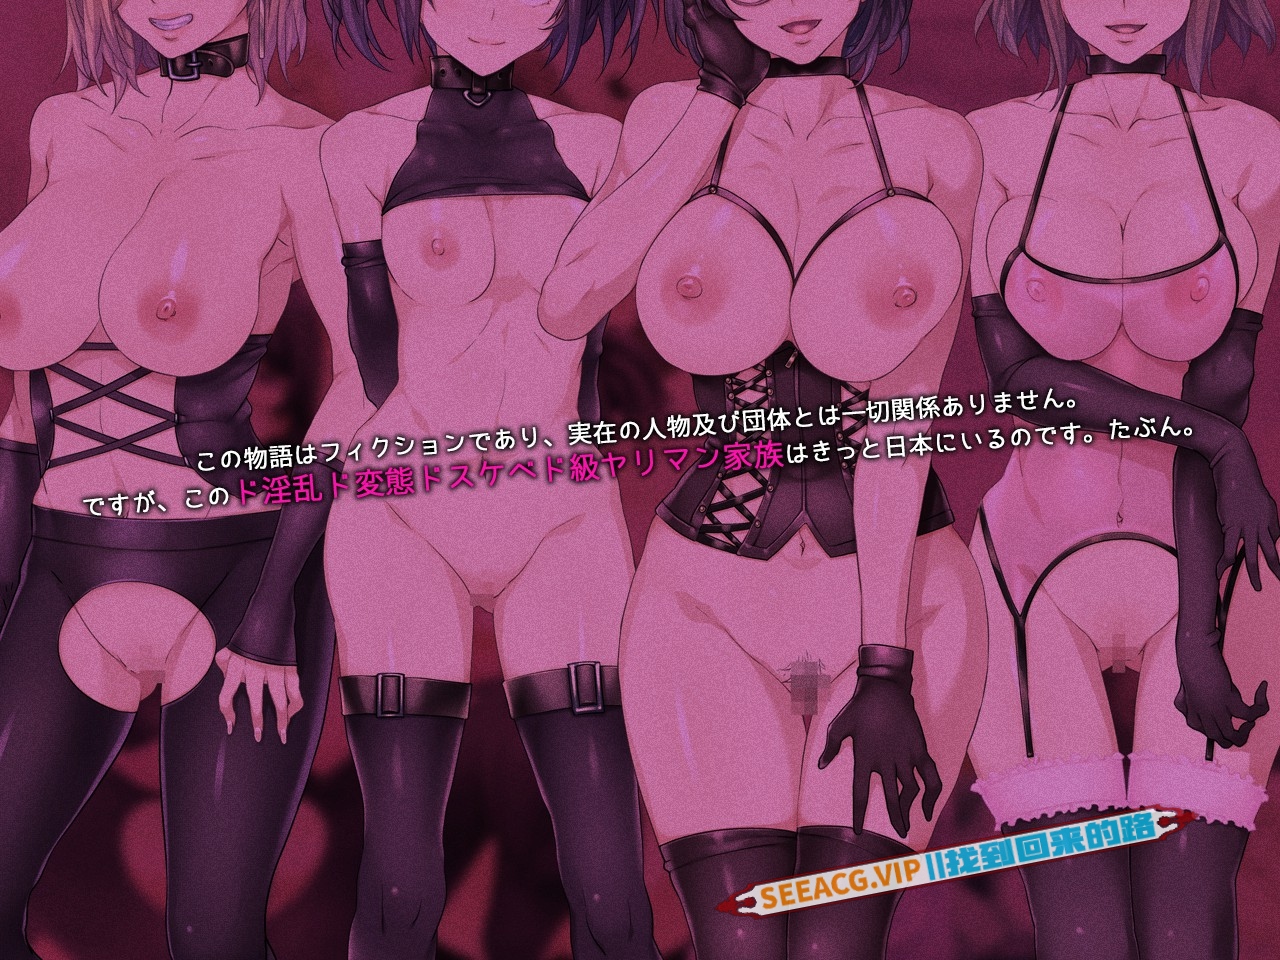 この物語はフィクションであり、実在の人物及び団体とは一切関係ありません。
ですが、このド淫乱ド変態ドスケベド級ヤリマン家族はきっと日本にいるのです。たぶん。
SEEACG.VIP||找到回来的路